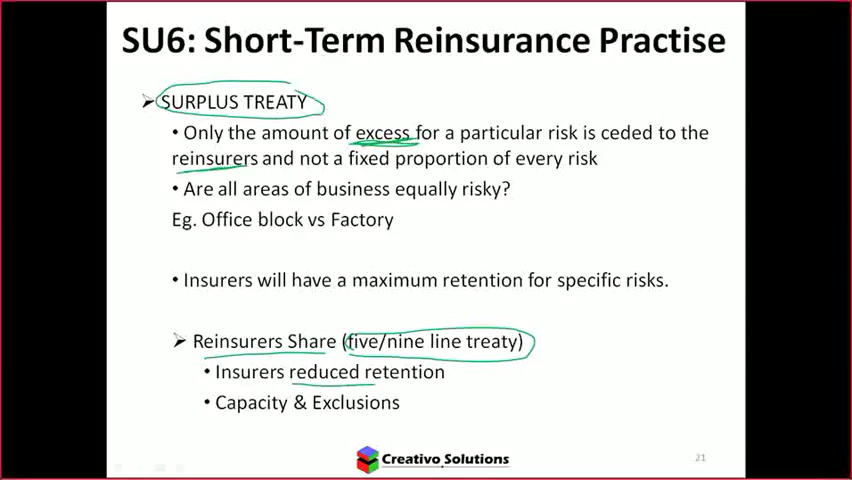 SU6: Short-Term Reinsurance Practise
➢ SURPLUS TREATY
• Only the amount of excess for a particular risk is ceded to the
reinsurers and not a fixed proportion of every risk
• Are all areas of business equally risky?
Eg. Office block vs Factory
• Insurers will have a maximum retention for specific risks.
➢ Reinsurers Share (five/nine line treaty)
• Insurers reduced retention
• Capacity & Exclusions
Creativo Solutions
21